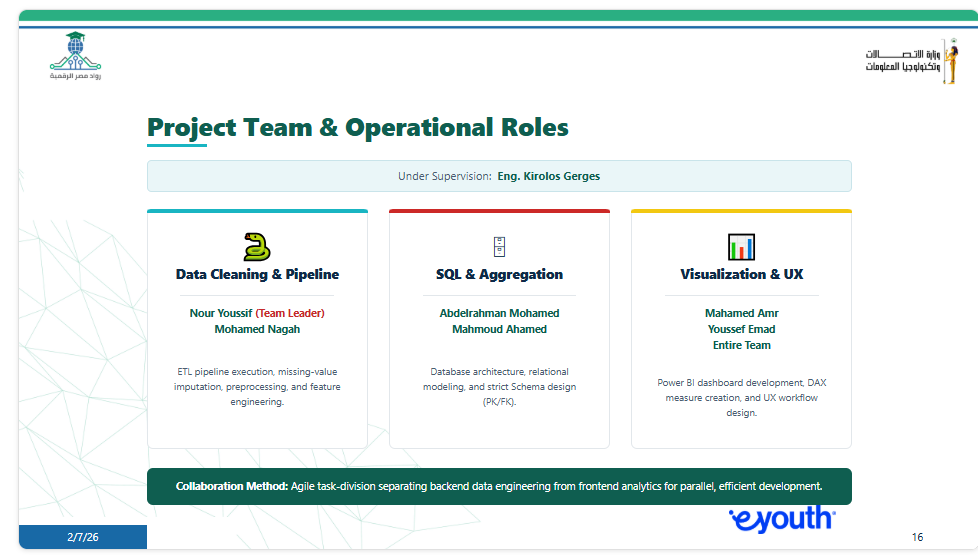 رواد مصر الرقمية
وزارة الاتصـــــالات
وتكنولوجيا المعلومات
Project Team & Operational Roles
Under Supervision: Eng. Kirolos Gerges
Data Cleaning & Pipeline
Nour Youssif (Team Leader)
Mohamed Nagah
ETL pipeline execution, missing-value
imputation, preprocessing, and feature
engineering.
SQL & Aggregation
Abdelrahman Mohamed
Mahmoud Ahamed
Database architecture, relational
modeling, and strict Schema design
(PK/FK).
Visualization & UX
Mahamed Amr
Youssef Emad
Entire Team
Power BI dashboard development, DAX
measure creation, and UX workflow
design.
Collaboration Method: Agile task-division separating backend data engineering from frontend analytics for parallel, efficient development.
eyouth
2/7/26
16